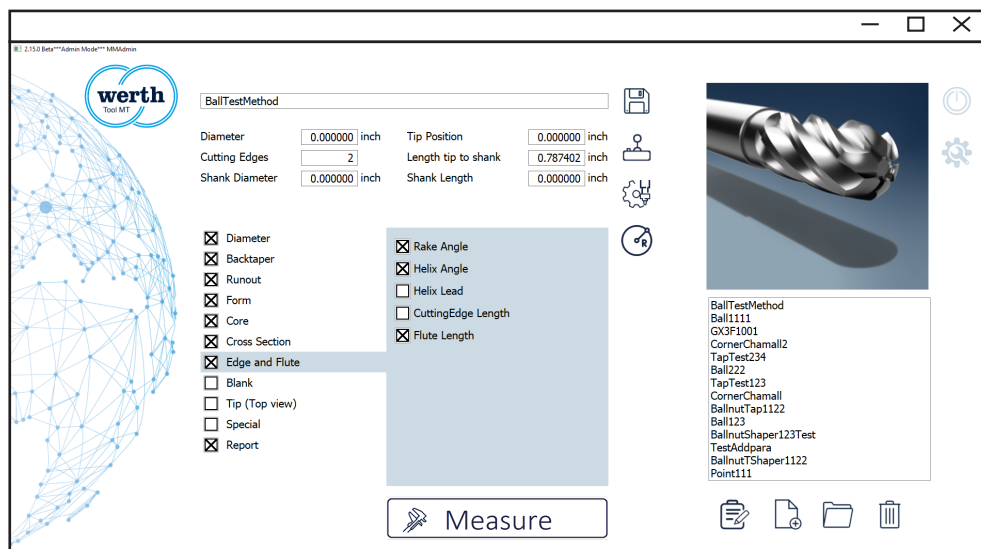 2.15.0 Beta***Admin Mode*** MMAdmin
werth
Tool MT
BallTestMethod
Diameter 0.000000 inch Tip Position 0.000000 inch
Cutting Edges 2 Length tip to shank 0.787402 inch
Shank Diameter 0.000000 inch Shank Length 0.000000 inch
R
Diameter
Backtaper
Runout
Form
Core
Cross Section
Edge and Flute
Blank
Tip (Top view)
Special
Report
Rake Angle
Helix Angle
Helix Lead
CuttingEdge Length
Flute Length
Measure
BallTestMethod
Ball1111
GX3F1001
CornerChamall2
TapTest234
Ball222
TapTest123
CornerChamall
BallnutTap1122
Ball123
BallnutShaper123Test
TestAddpara
BallnutTShaper1122
Point111